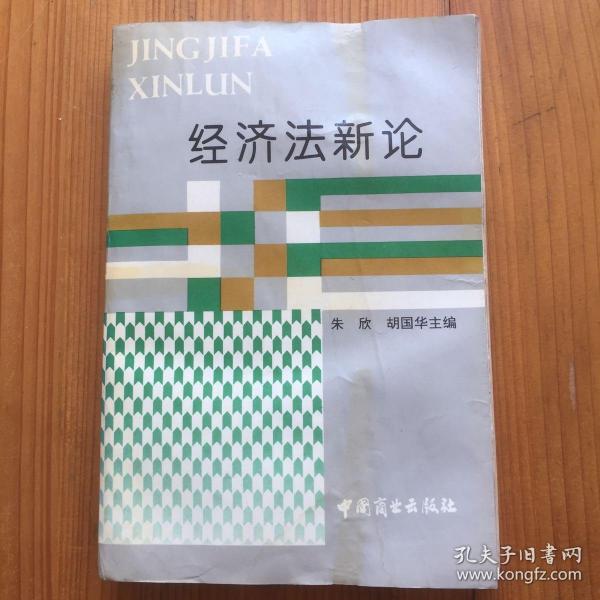 JINGJIFA
XINLUN
经济法新论
朱 欣 胡国华主编
中国商业出版社
孔夫子旧書网
www.kongfz.com